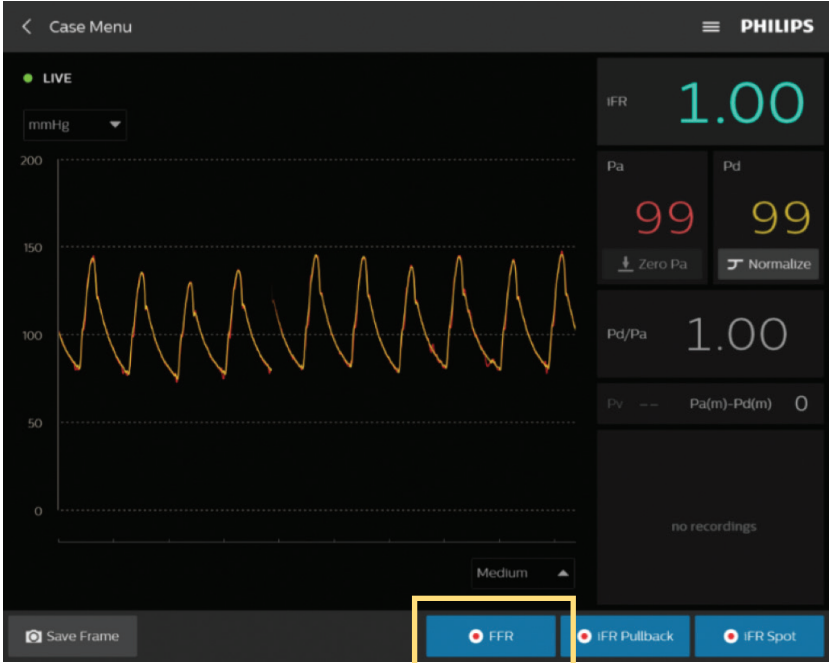 Case Menu
PHILIPS
LIVE
mmHg
200
150
100
50
0
Medium
iFR
1.00
Pa
99
Zero Pa
Pd
99
Normalize
Pd/Pa
1.00
Pv -- Pa(m)-Pd(m) 0
no recordings
Save Frame
FFR
iFR Pullback
iFR Spot